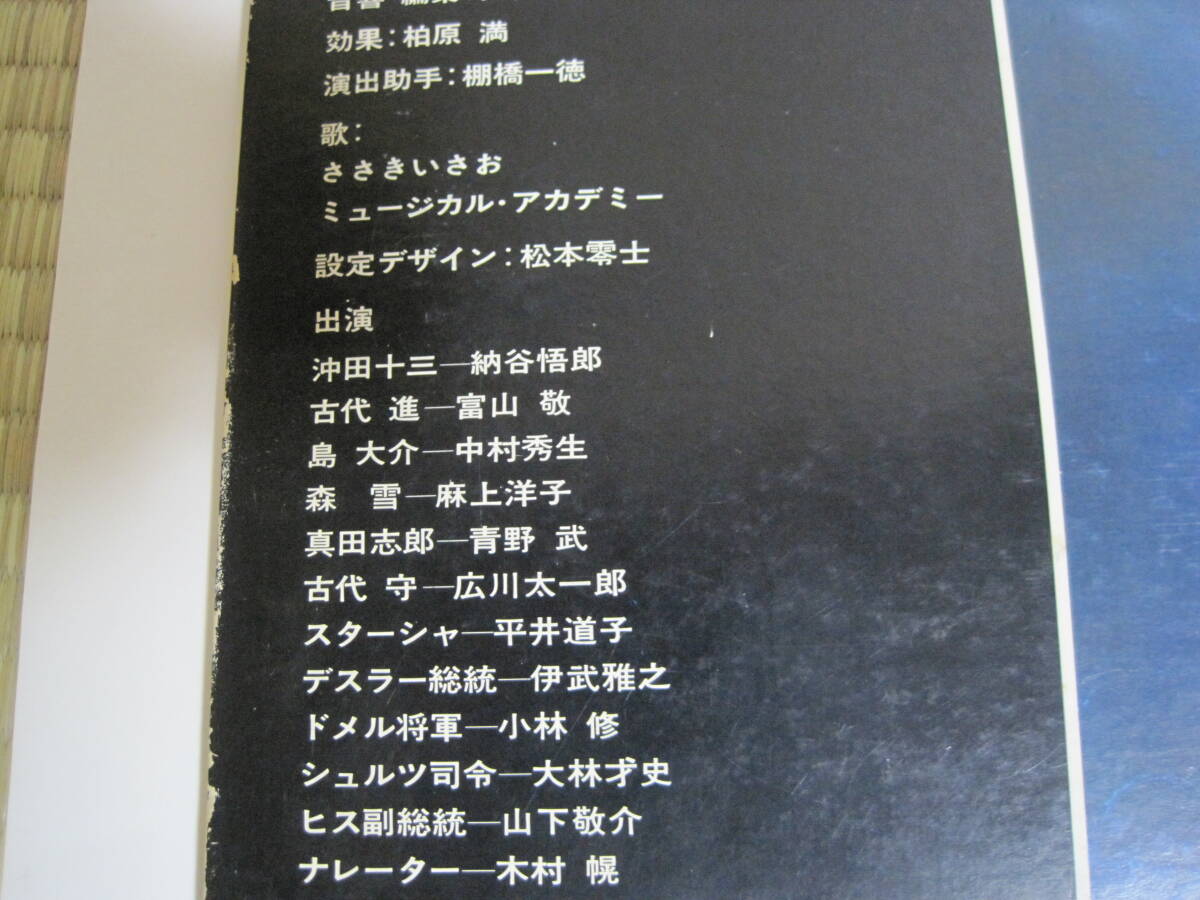 効果:柏原 満
演出助手:棚橋一徳
歌:
ささきいさお
ミュージカル・アカデミー
設定デザイン:松本零士
出演
沖田十三—納谷悟郎
古代 進—富山 敬
島 大介—中村秀生
森 雪—麻上洋子
真田志郎—青野 武
古代 守—広川太一郎
スターシャ—平井道子
デスラー総統—伊武雅之
ドメル将軍—小林 修
シュルツ司令—大林才史
ヒス副総統—山下敬介
ナレーター—木村 幌